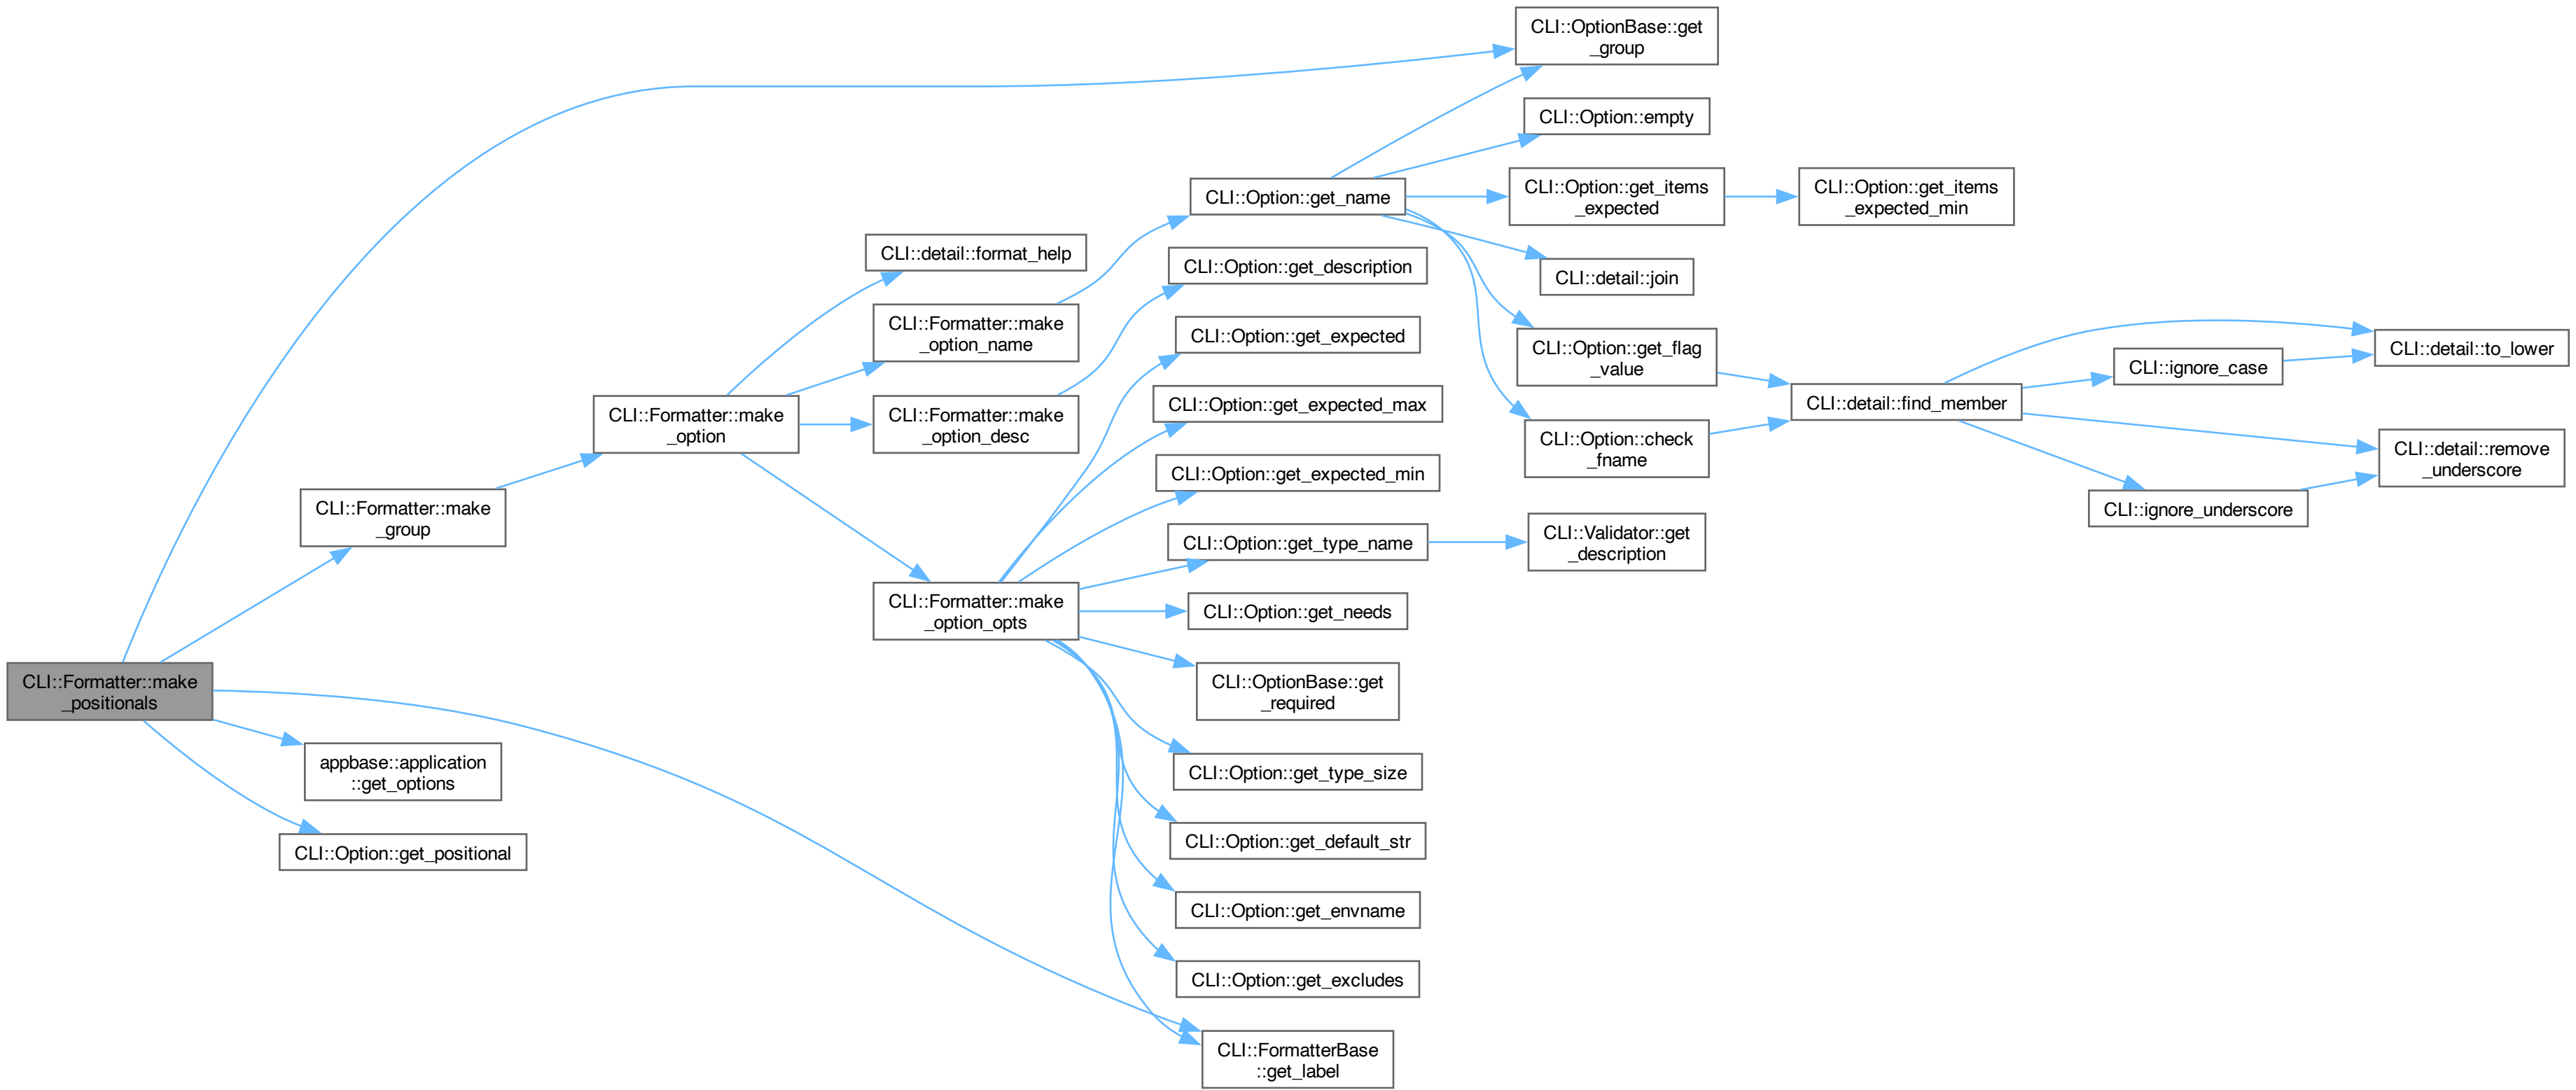 CLI::Formatter::make
_positionals
CLI::OptionBase::get
_group
CLI::Formatter::make
_group
CLI::Formatter::make
_option
CLI::detail::format_help
CLI::Formatter::make
_option_name
CLI::Option::get_name
CLI::Option::empty
CLI::Option::get_items
_expected
CLI::Option::get_items
_expected_min
CLI::detail::join
CLI::Option::get_flag
_value
CLI::detail::find_member
CLI::ignore_case
CLI::detail::to_lower
CLI::detail::remove
_underscore
CLI::ignore_underscore
CLI::Option::check
_fname
CLI::Formatter::make
_option_desc
CLI::Option::get_description
CLI::Formatter::make
_option_opts
CLI::Option::get_expected
CLI::Option::get_expected_max
CLI::Option::get_expected_min
CLI::Option::get_type_name
CLI::Validator::get
_description
CLI::Option::get_needs
CLI::OptionBase::get
_required
CLI::Option::get_type_size
CLI::Option::get_default_str
CLI::Option::get_envname
CLI::Option::get_excludes
CLI::FormatterBase
::get_label
appbase::application
::get_options
CLI::Option::get_positional